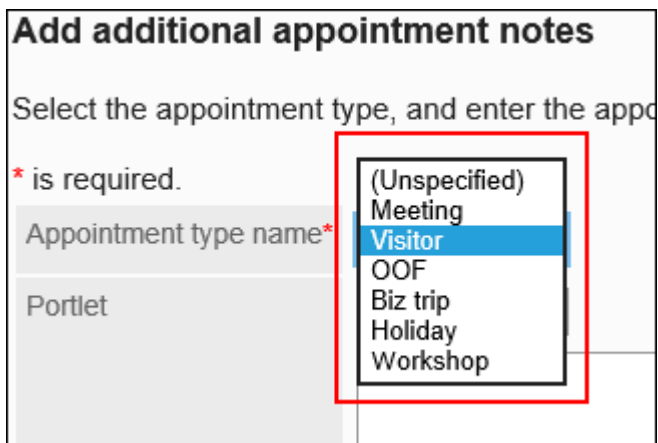 Add additional appointment notes
Select the appointment type, and enter the appo
* is required.
Appointment type name*
(Unspecified)
Meeting
Visitor
OOF
Biz trip
Holiday
Workshop
Portlet